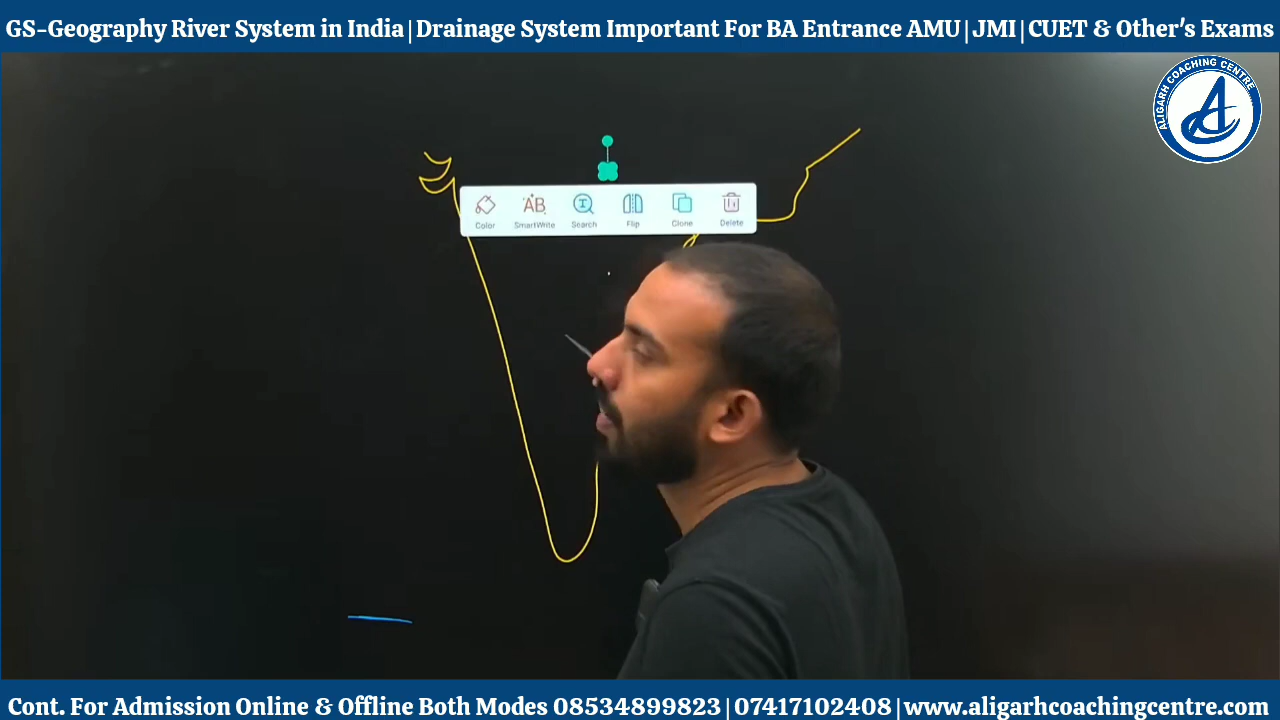 GS-Geography River System in India|Drainage System Important For BA Entrance AMU|JMI|CUET & Other's Exams
ALIGARH COACHING CENTRE
A
Color SmartWrite Search Flip Clone Delete
Cont. For Admission Online & Offline Both Modes 08534899823|07417102408|www.aligarhcoachingcentre.com